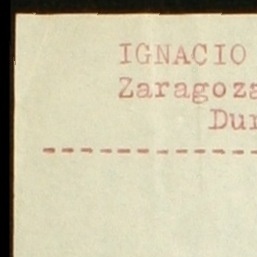 IGNACIO
Zaragoza
Dur
-----------